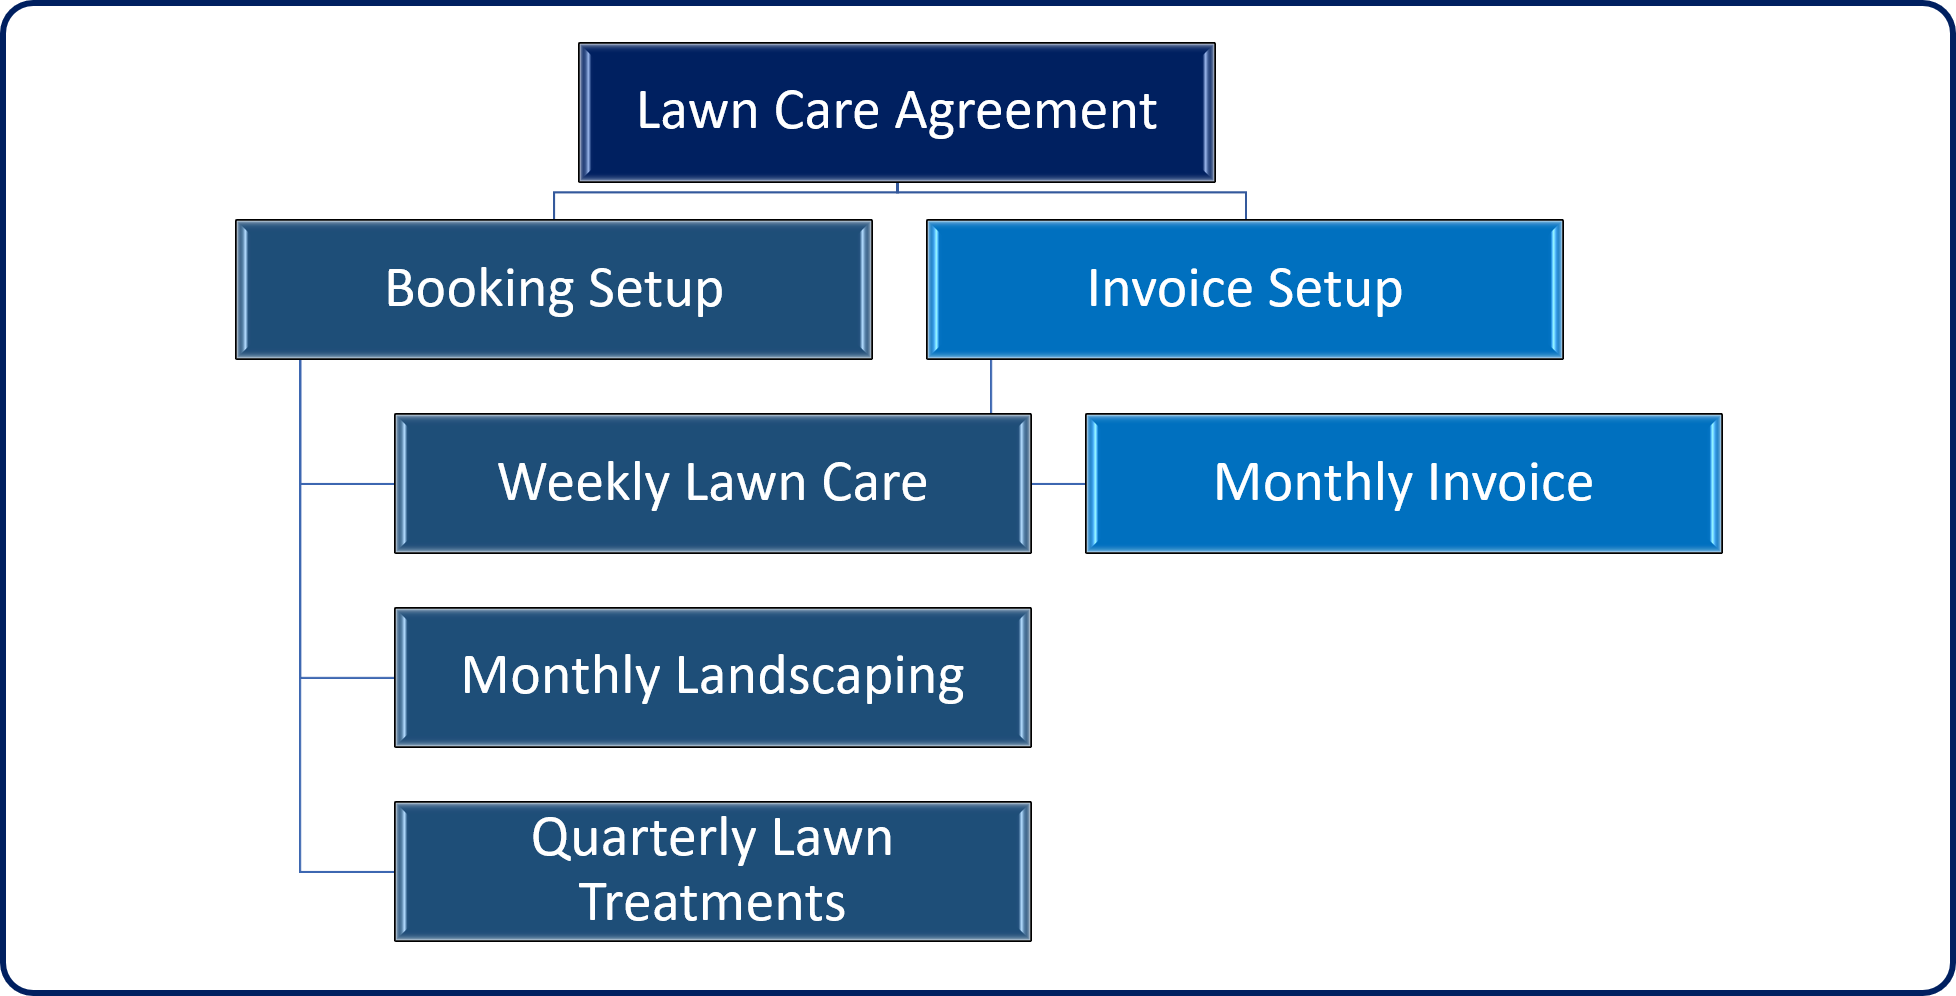 Lawn Care Agreement
Booking Setup
Invoice Setup
Weekly Lawn Care
Monthly Invoice
Monthly Landscaping
Quarterly Lawn
Treatments